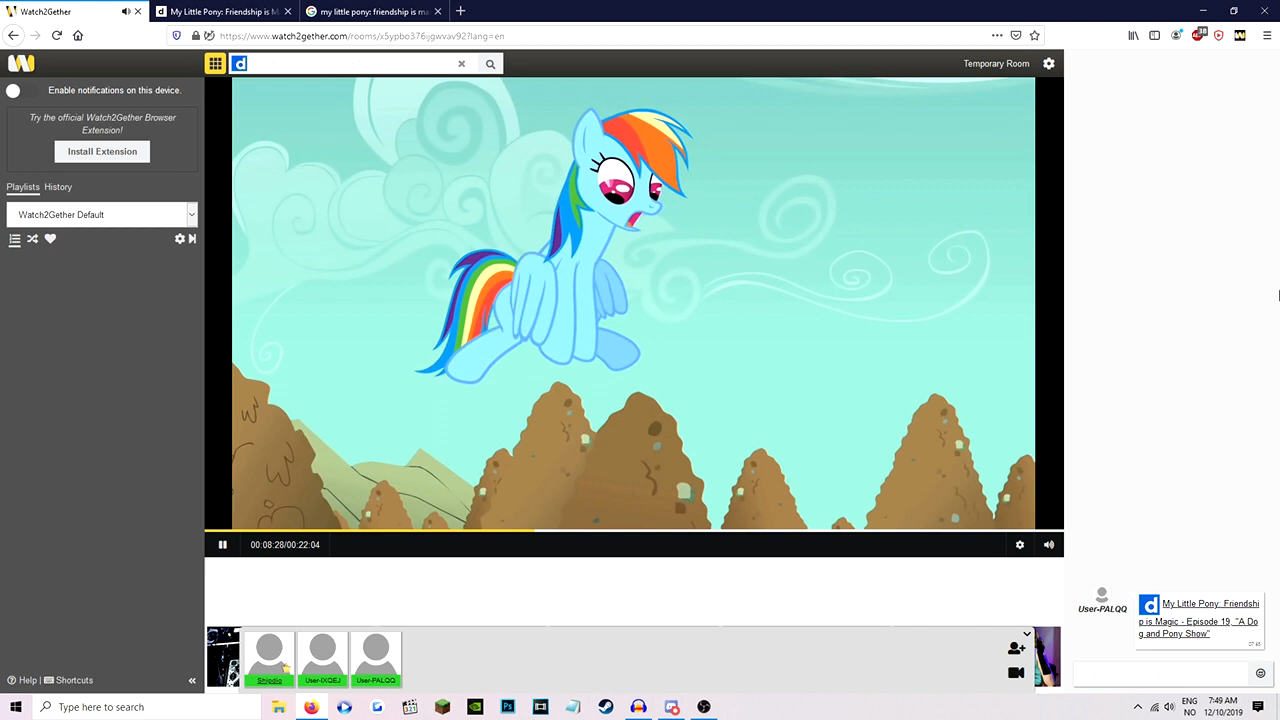 Watch2Gether
My Little Pony: Friendship is M
my little pony: friendship is ma
https://www.watch2gether.com/rooms/x5ypbo376ijgwvav92?lang=en
Temporary Room
Enable notifications on this device.
Try the official Watch2Gether Browser
Extension!
Install Extension
Playlists History
Watch2Gether Default
00:08:28/00:22:04
User-PALQQ
My Little Pony: Friendshi
p is Magic - Episode 19, "A Do
g and Pony Show"
07:45
Shipdio
User-IXQEJ
User-PALQQ
Help | Shortcuts
Type here to search
ENG
NO
7:49 AM
12/10/2019